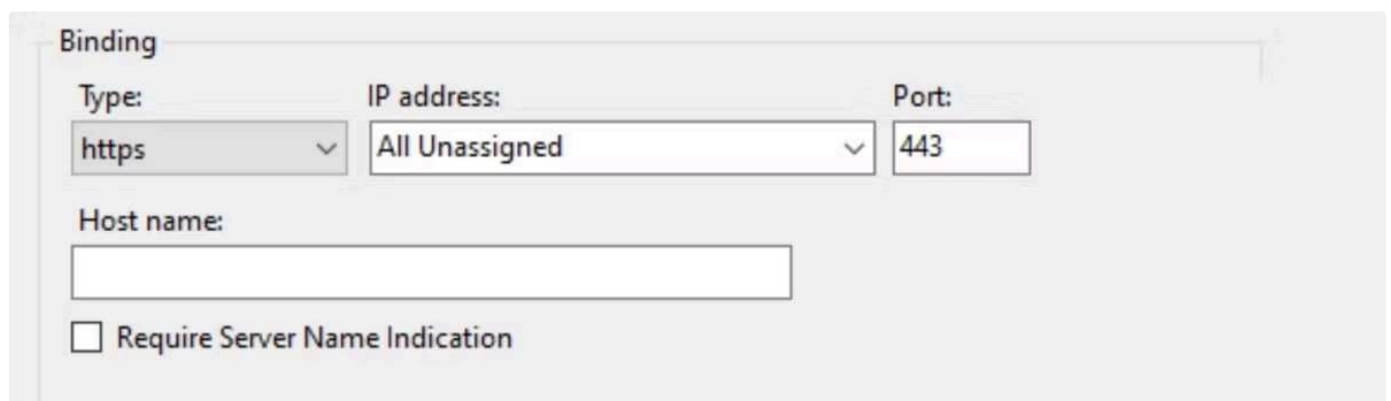 Binding
Type: IP address: Port:
https All Unassigned 443
Host name:
Require Server Name Indication